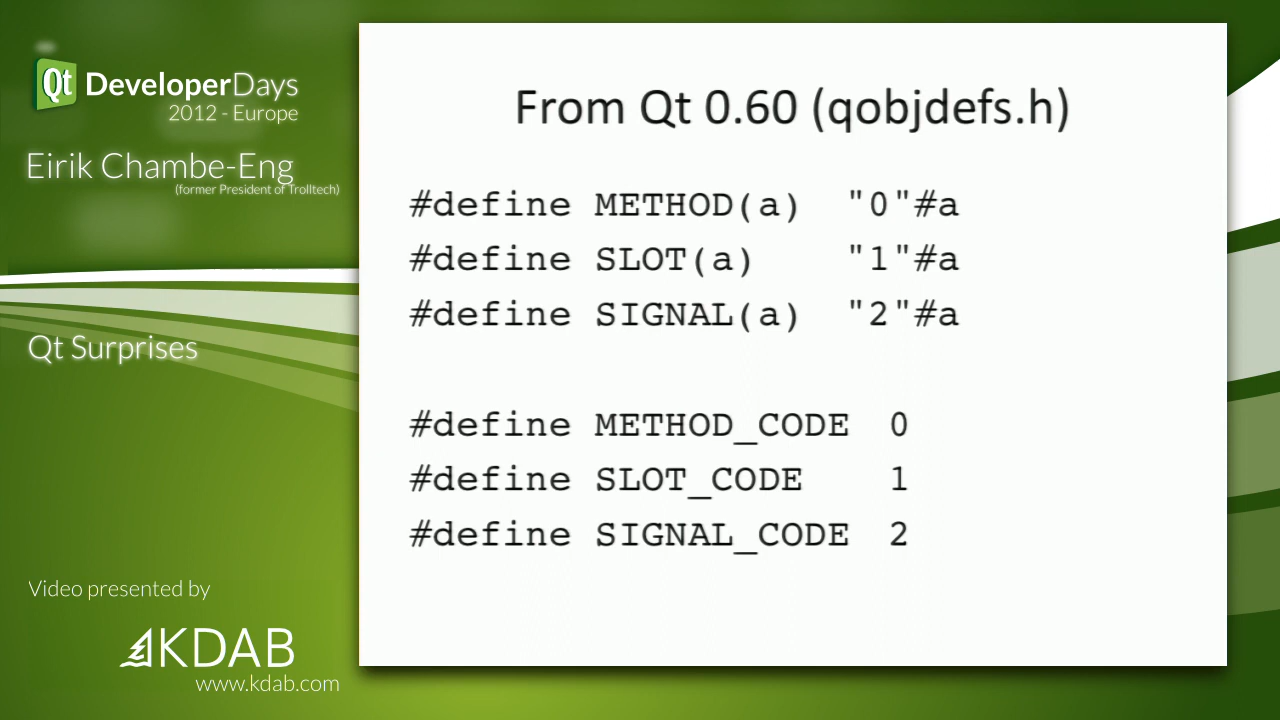 Qt DeveloperDays
2012 - Europe
Eirik Chambe-Eng
(former President of Trolltech)
Qt Surprises
Video presented by
KDAB
www.kdab.com
From Qt 0.60 (qobjdefs.h)
#define METHOD(a)  "0"#a
#define SLOT(a)    "1"#a
#define SIGNAL(a)  "2"#a
#define METHOD_CODE  0
#define SLOT_CODE    1
#define SIGNAL_CODE  2